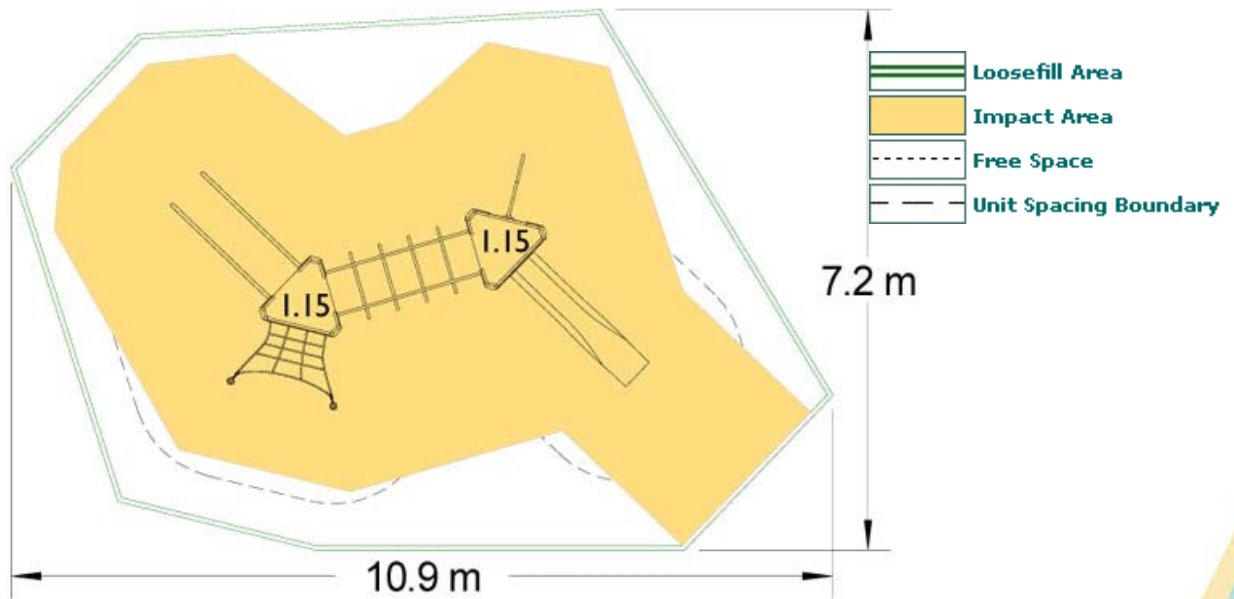 Loosefill Area
Impact Area
Free Space
Unit Spacing Boundary
1.15
1.15
7.2 m
10.9 m